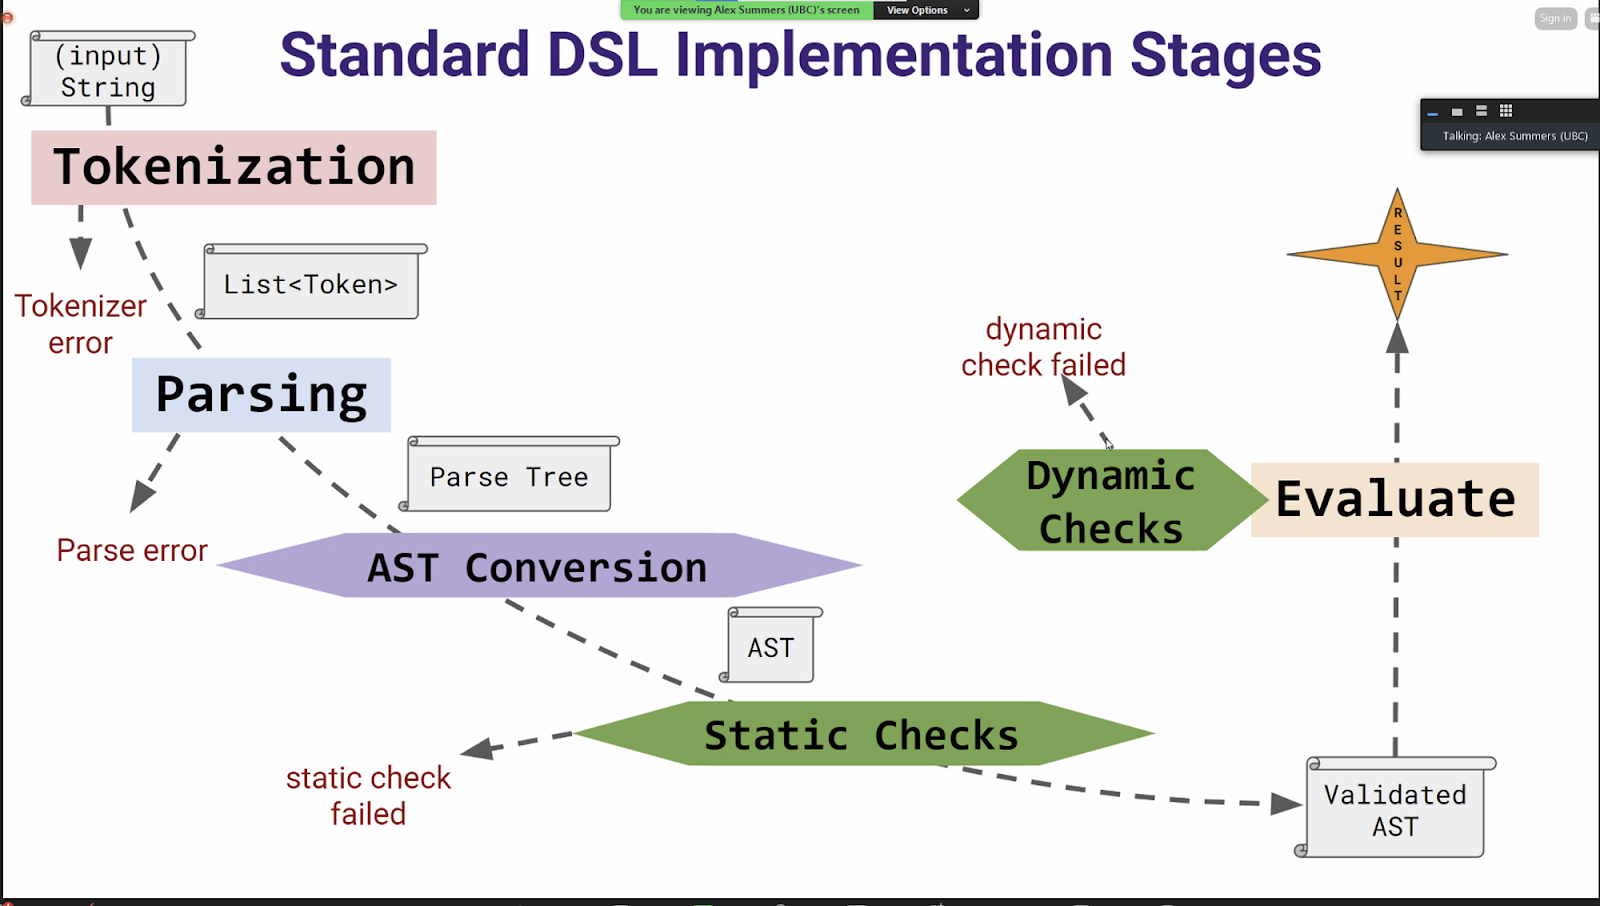 You are viewing Alex Summers (UBC)'s screen
View Options
Sign in
Standard DSL Implementation Stages
(input)
String
Talking: Alex Summers (UBC)
Tokenization
List<Token>
Tokenizer
error
Parsing
Parse Tree
Parse error
AST Conversion
AST
Static Checks
static check
failed
Validated
AST
Evaluate
Dynamic
Checks
dynamic
check failed
RESULT